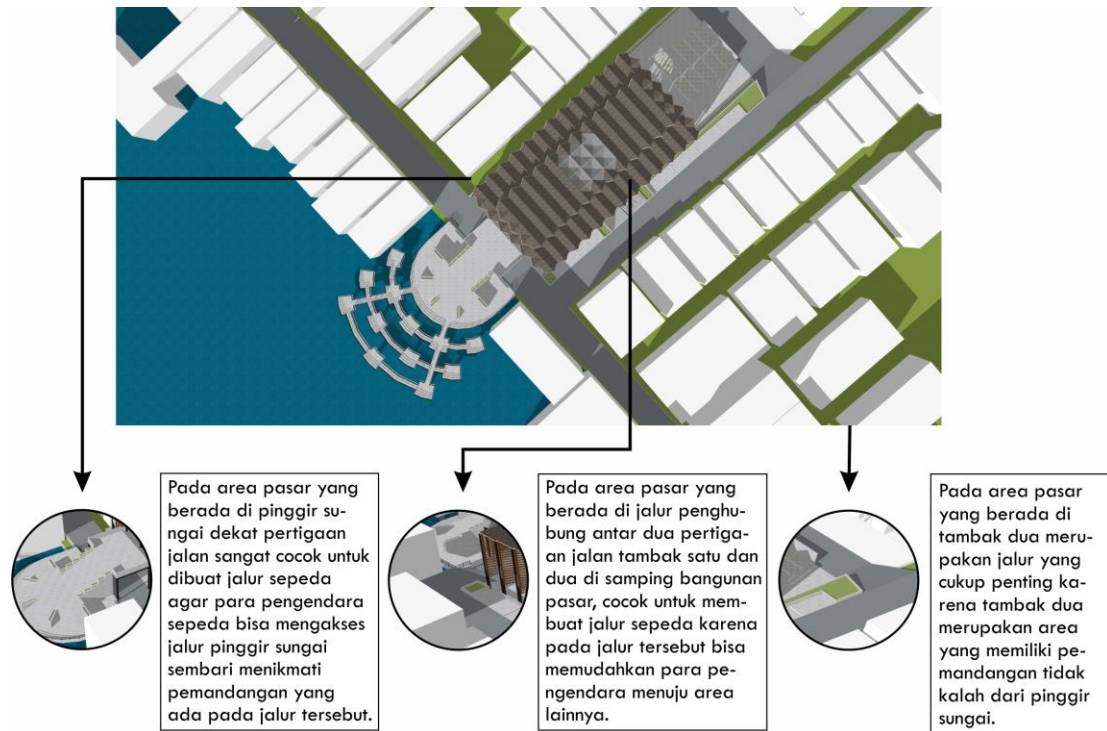 Pada area pasar yang
berada di pinggir su-
ngai dekat pertigaan
jalan sangat cocok untuk
dibuat jalur sepeda
agar para pengendara
sepeda bisa mengakses
jalur pinggir sungai
sembari menikmati
pemandangan yang
ada pada jalur tersebut.
Pada area pasar yang
berada di jalur penghu-
bung antar dua pertiga-
an jalan tambak satu dan
dua di samping bangunan
pasar, cocok untuk mem-
buat jalur sepeda karena
pada jalur tersebut bisa
memudahkan para pe-
ngendara menuju area
lainnya.
Pada area pasar
yang berada di
tambak dua meru-
pakan jalur yang
cukup penting ka-
rena tambak dua
merupakan area
yang memiliki pe-
mandangan tidak
kalah dari pinggir
sungai.